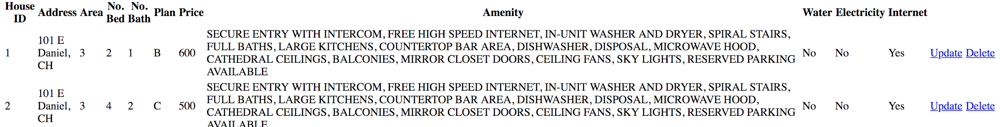 House ID Address Area No. Bed No. Bath Plan Price Amenity Water Electricity Internet
1 101 E Daniel, CH 3 2 1 B 600 SECURE ENTRY WITH INTERCOM, FREE HIGH SPEED INTERNET, IN-UNIT WASHER AND DRYER, SPIRAL STAIRS,
FULL BATHS, LARGE KITCHENS, COUNTERTOP BAR AREA, DISHWASHER, DISPOSAL, MICROWAVE HOOD,
CATHEDRAL CEILINGS, BALCONIES, MIRROR CLOSET DOORS, CEILING FANS, SKY LIGHTS, RESERVED PARKING
AVAILABLE No No Yes Update Delete
2 101 E Daniel, CH 3 4 2 C 500 SECURE ENTRY WITH INTERCOM, FREE HIGH SPEED INTERNET, IN-UNIT WASHER AND DRYER, SPIRAL STAIRS,
FULL BATHS, LARGE KITCHENS, COUNTERTOP BAR AREA, DISHWASHER, DISPOSAL, MICROWAVE HOOD,
CATHEDRAL CEILINGS, BALCONIES, MIRROR CLOSET DOORS, CEILING FANS, SKY LIGHTS, RESERVED PARKING
AVAILABLE No No Yes Update Delete